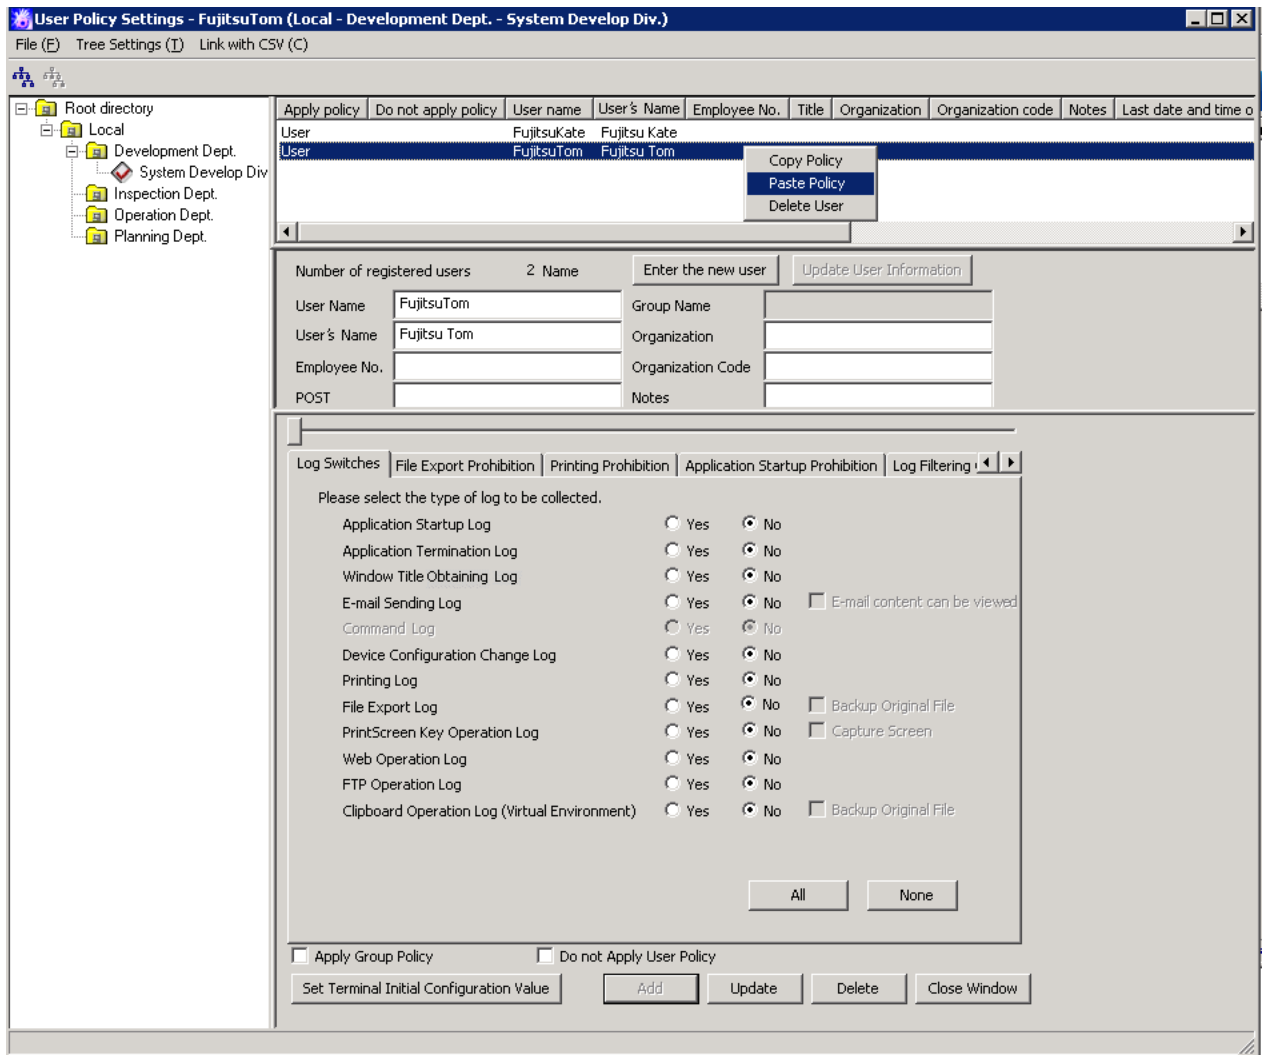 User Policy Settings - FujitsuTom (Local - Development Dept. - System Develop Div.)
File (F) Tree Settings (T) Link with CSV (C)
Root directory
Local
Development Dept.
System Develop Div
Inspection Dept.
Operation Dept.
Planning Dept.
Apply policy Do not apply policy User name User's Name Employee No. Title Organization Organization code Notes Last date and time o
User FujitsuKate Fujitsu Kate
User FujitsuTom Fujitsu Tom
Copy Policy
Paste Policy
Delete User
Number of registered users 2 Name Enter the new user Update User Information
User Name FujitsuTom Group Name
User's Name Fujitsu Tom Organization
Employee No. Organization Code
POST Notes
Log Switches File Export Prohibition Printing Prohibition Application Startup Prohibition Log Filtering
Please select the type of log to be collected.
Application Startup Log Yes No
Application Termination Log Yes No
Window Title Obtaining Log Yes No
E-mail Sending Log Yes No E-mail content can be viewed
Command Log Yes No
Device Configuration Change Log Yes No
Printing Log Yes No
File Export Log Yes No Backup Original File
PrintScreen Key Operation Log Yes No Capture Screen
Web Operation Log Yes No
FTP Operation Log Yes No
Clipboard Operation Log (Virtual Environment) Yes No Backup Original File
All None
Apply Group Policy Do not Apply User Policy
Set Terminal Initial Configuration Value Add Update Delete Close Window